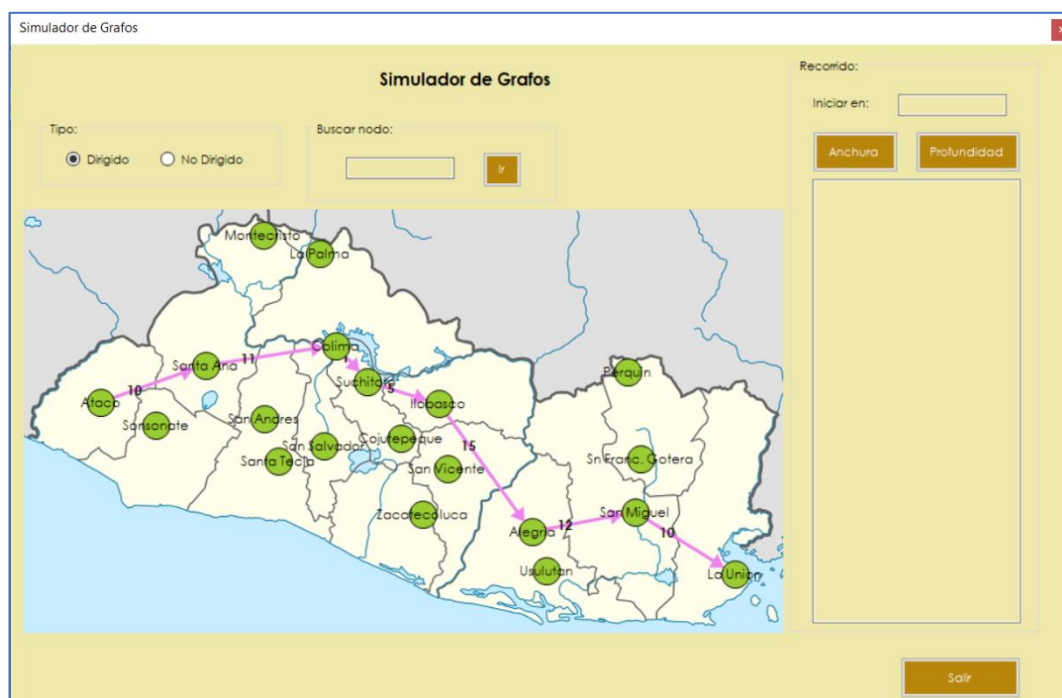 Simulador de Grafos
Simulador de Grafos
Tipo:
Dirigido
No Dirigido
Buscar nodo:
Ir
Recorrido:
Iniciar en:
Anchura
Profundidad
Montecristo
La Palma
Colima
Santa Ana
11
1
Suchitoto
5
Perquin
10
Ataco
Ilobasco
Sonsonate
San Andres
San Salvador
Cojutepeque
15
Santa Tecla
San Vicente
Sn Franc. Gotera
Zacatecoluca
San Miguel
Alegria
12
10
Usulutan
La Union
Salir